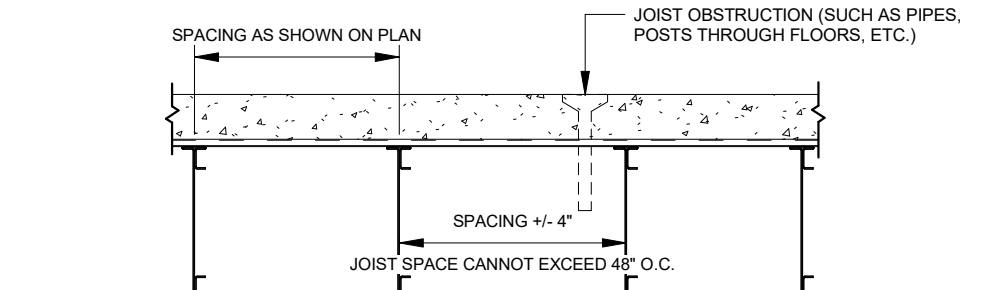 JOIST OBSTRUCTION (SUCH AS PIPES,
POSTS THROUGH FLOORS, ETC.)
SPACING AS SHOWN ON PLAN
SPACING +/- 4"
JOIST SPACE CANNOT EXCEED 48" O.C.